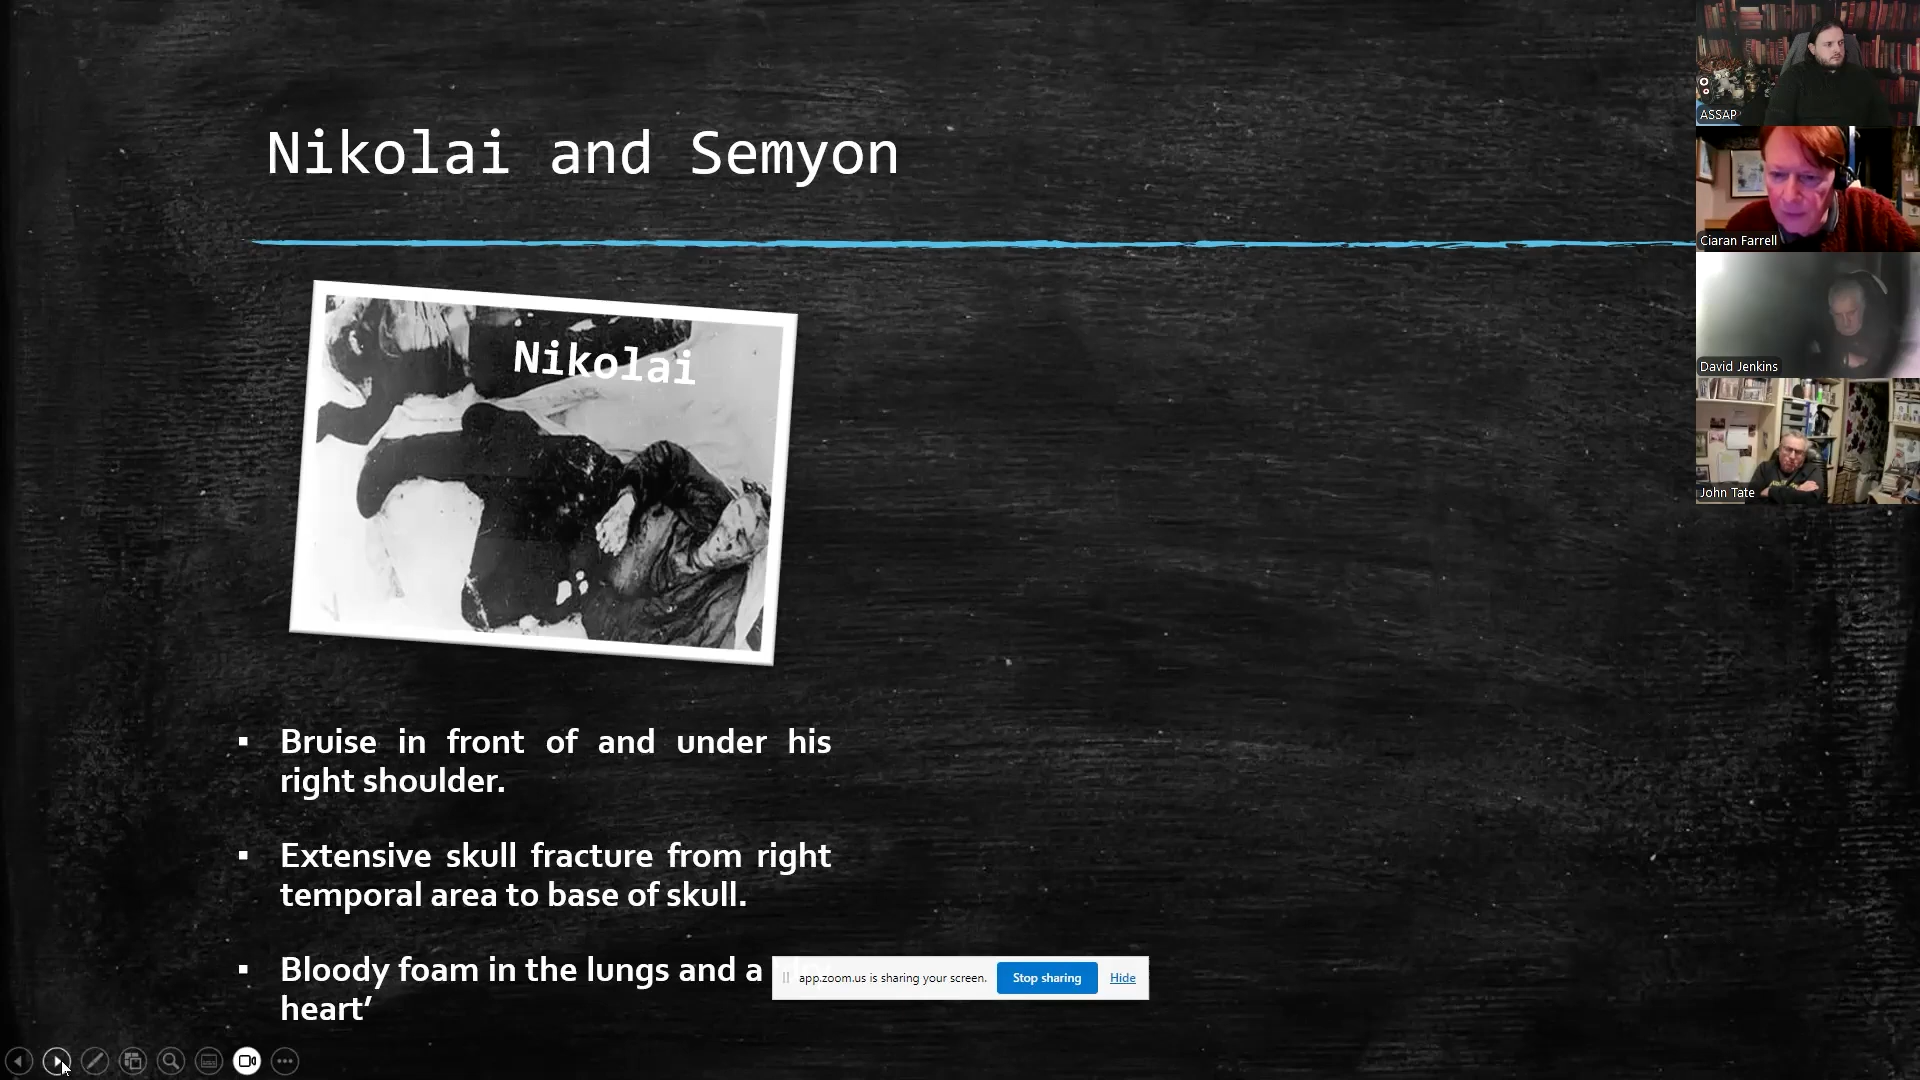 Nikolai and Semyon
Nikolai
▪ Bruise in front of and under his
right shoulder.
▪ Extensive skull fracture from right
temporal area to base of skull.
▪ Bloody foam in the lungs and a
heart’
app.zoom.us is sharing your screen. Stop sharing Hide
ASSAP
Ciaran Farrell
David Jenkins
John Tate